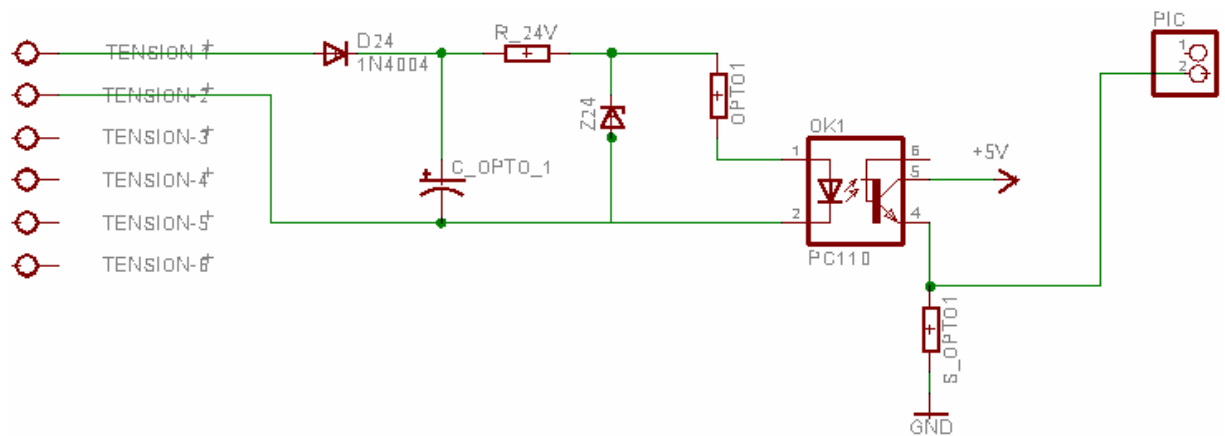 PIC
1
2
D24
1N4004
R_24V
TENSION-1
TENSION-2
TENSION-3
TENSION-4
TENSION-5
TENSION-6
Z24
OPTO1
C_OPTO_1
OK1
1
2
6
5
4
+5V
PC110
S_OPTO1
GND